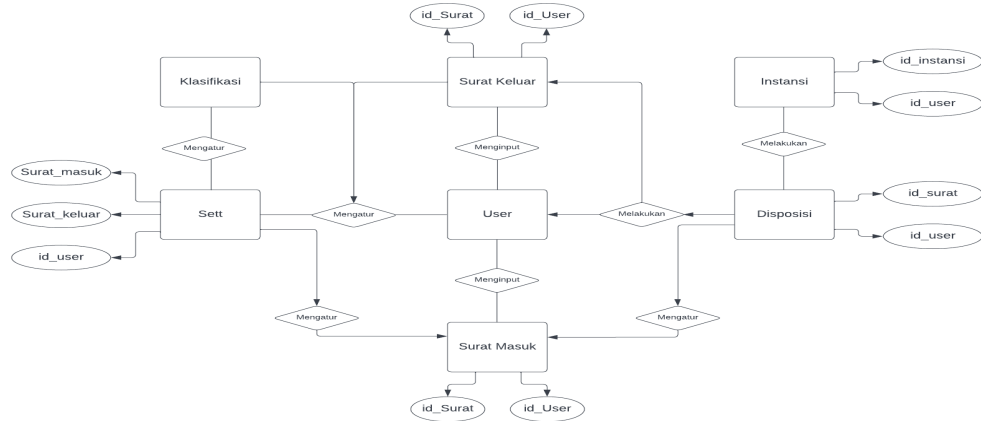 id_Surat
id_User
Klasifikasi
Surat Keluar
Instansi
id_instansi
id_user
Mengatur
Menginput
Melakukan
Surat_masuk
Surat_keluar
id_user
Sett
Mengatur
User
Melakukan
Disposisi
id_surat
id_user
Menginput
Mengatur
Mengatur
Surat Masuk
id_Surat
id_User